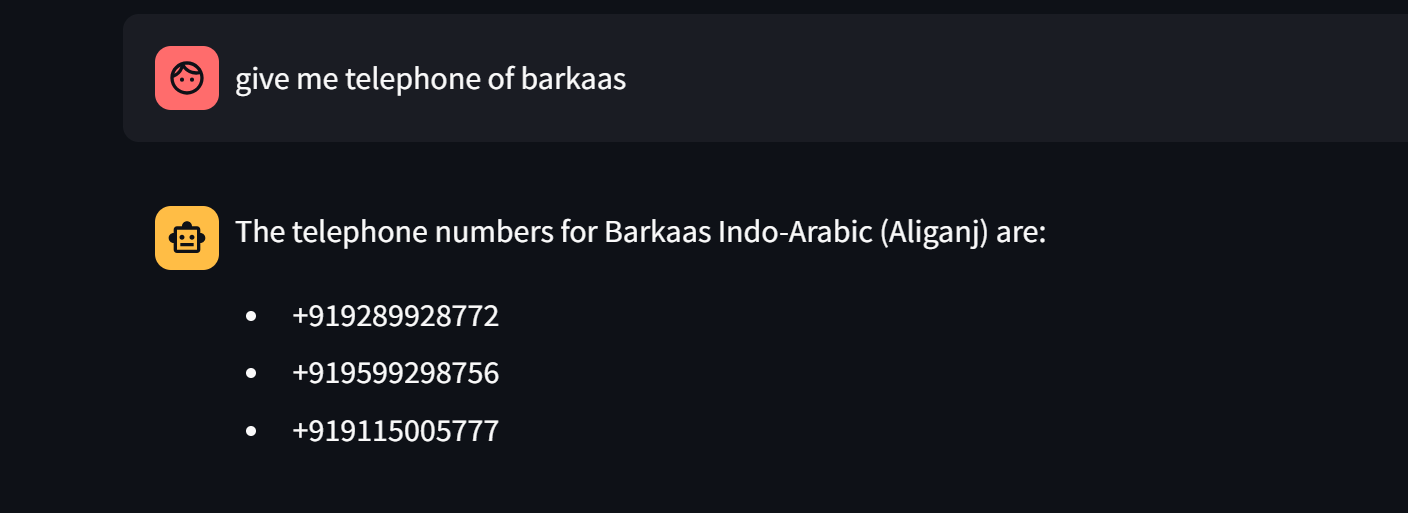 give me telephone of barkaas
The telephone numbers for Barkaas Indo-Arabic (Aliganj) are:
+919289928772
+919599298756
+919115005777